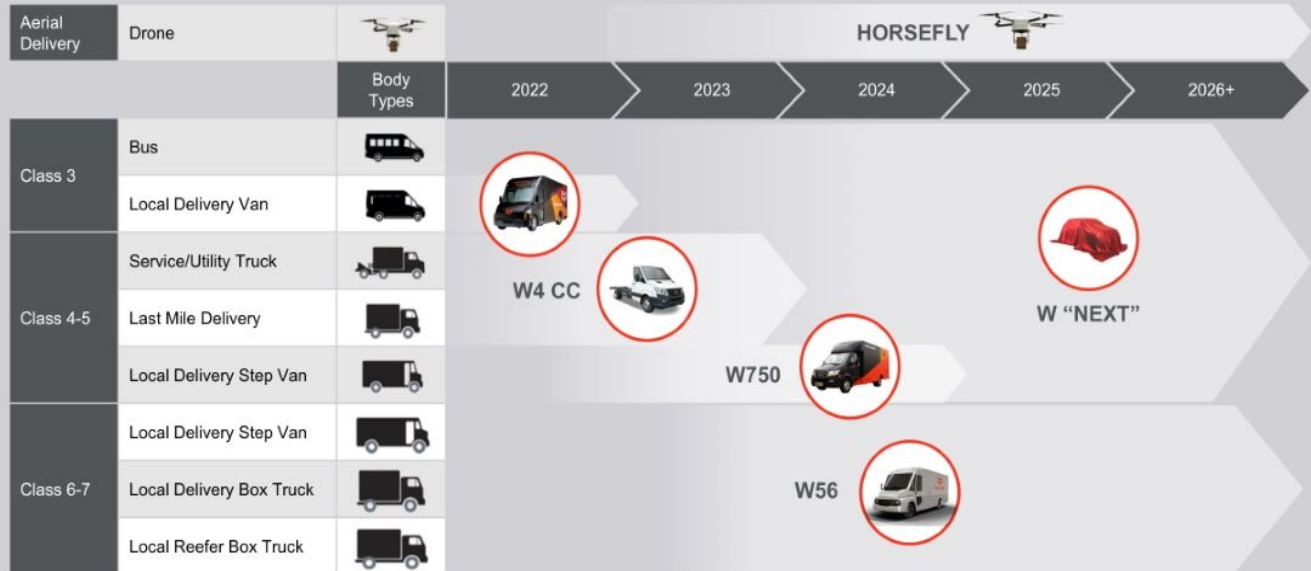 Aerial
Delivery
Drone
HORSEFLY
Body
Types
2022
2023
2024
2025
2026+
Class 3
Bus
Local Delivery Van
Class 4-5
Service/Utility Truck
Last Mile Delivery
Local Delivery Step Van
W4 CC
W750
W “NEXT”
Class 6-7
Local Delivery Step Van
Local Delivery Box Truck
Local Reefer Box Truck
W56